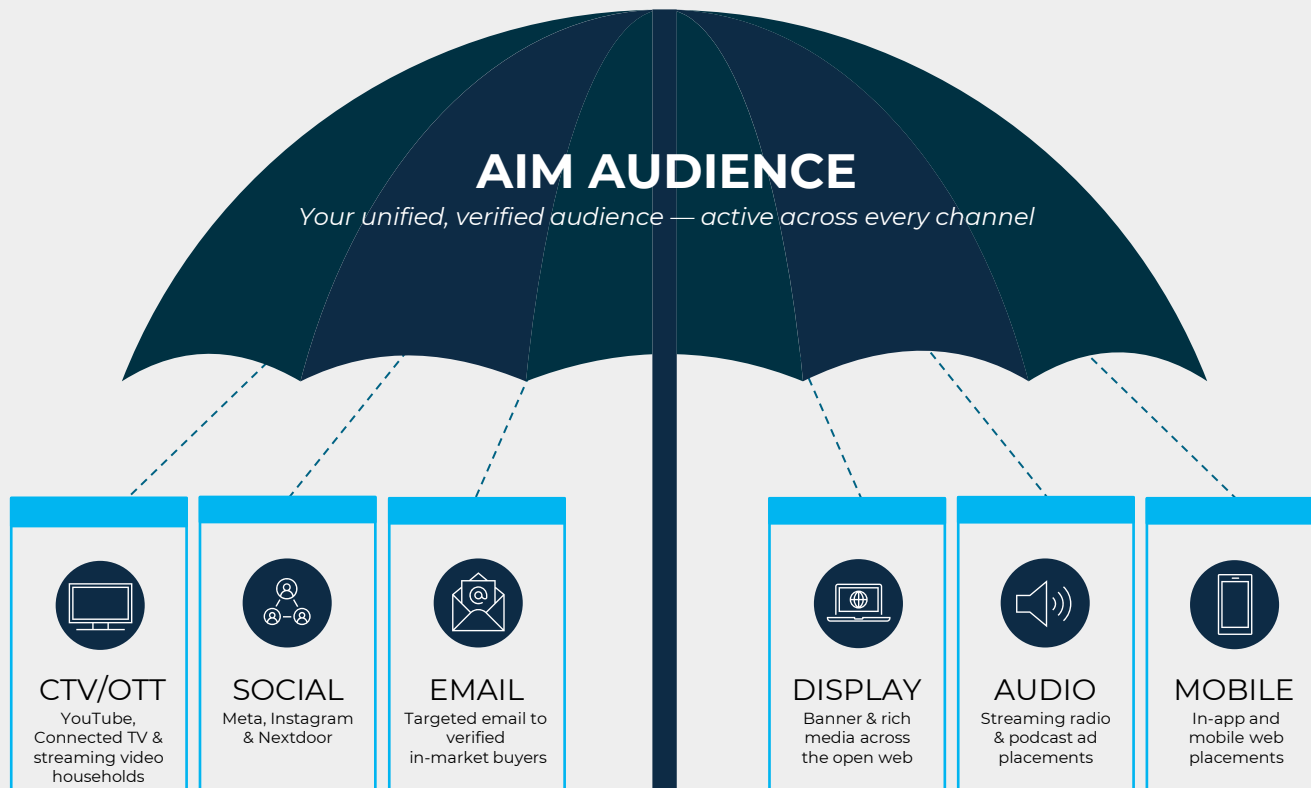 AIM AUDIENCE
Your unified, verified audience — active across every channel
CTV/OTT
YouTube,
Connected TV &
streaming video
households
SOCIAL
Meta, Instagram
& Nextdoor
EMAIL
Targeted email to
verified
in-market buyers
DISPLAY
Banner & rich
media across
the open web
AUDIO
Streaming radio
& podcast ad
placements
MOBILE
In-app and
mobile web
placements